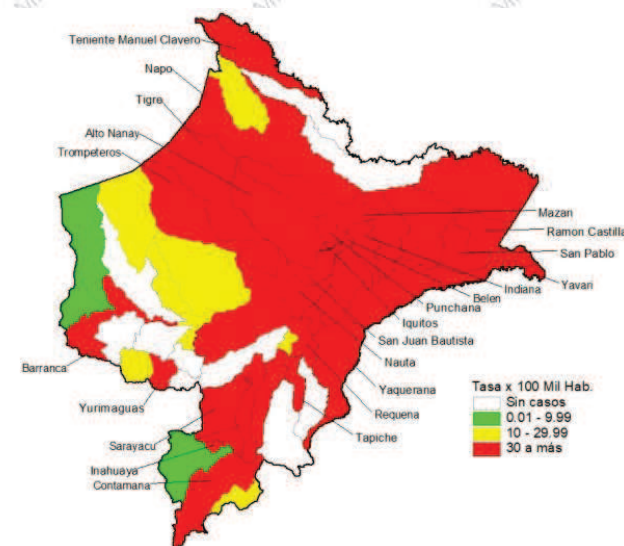 Teniente Manuel Clavero
Napo
Tigre
Alto Nanay
Trompeteros
Mazan
Ramon Castilla
San Pablo
Yavari
Indiana
Belen
Punchana
Iquitos
San Juan Bautista
Nauta
Yaquerana
Requena
Tapiche
Barranca
Yurimaguas
Sarayacu
Inahuaya
Contamana
Tasa x 100 Mil Hab.
Sin casos
0.01 - 9.99
10 - 29.99
30 a más